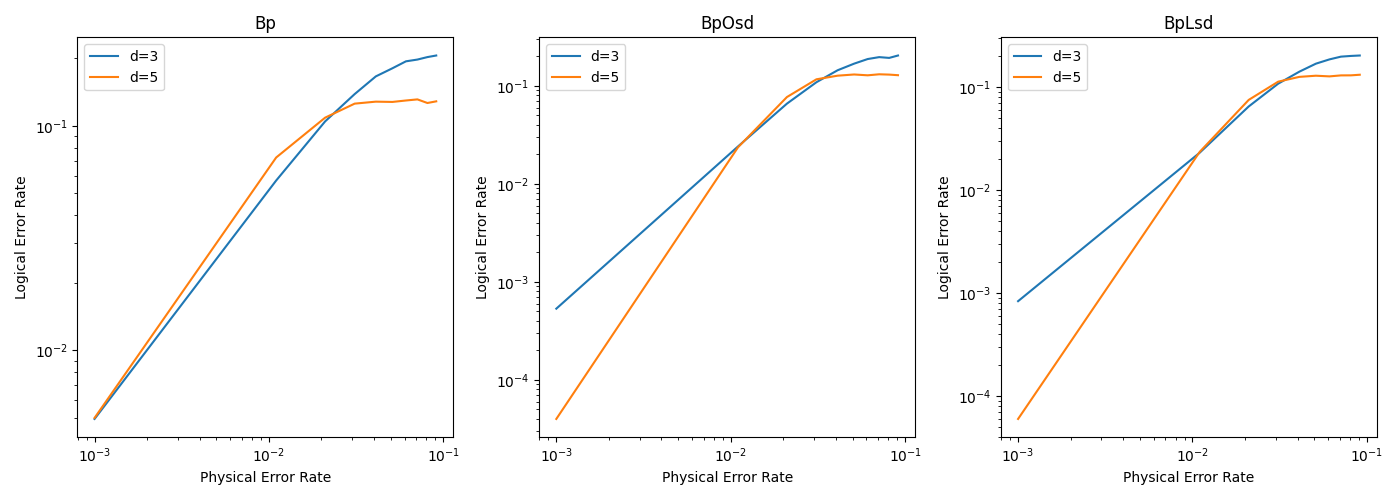 Bp
d=3
d=5
10⁻¹
10⁻²
Logical Error Rate
10⁻³
10⁻²
10⁻¹
Physical Error Rate
BpOsd
d=3
d=5
10⁻¹
10⁻²
10⁻³
10⁻⁴
Logical Error Rate
10⁻³
10⁻²
10⁻¹
Physical Error Rate
BpLsd
d=3
d=5
10⁻¹
10⁻²
10⁻³
10⁻⁴
Logical Error Rate
10⁻³
10⁻²
10⁻¹
Physical Error Rate